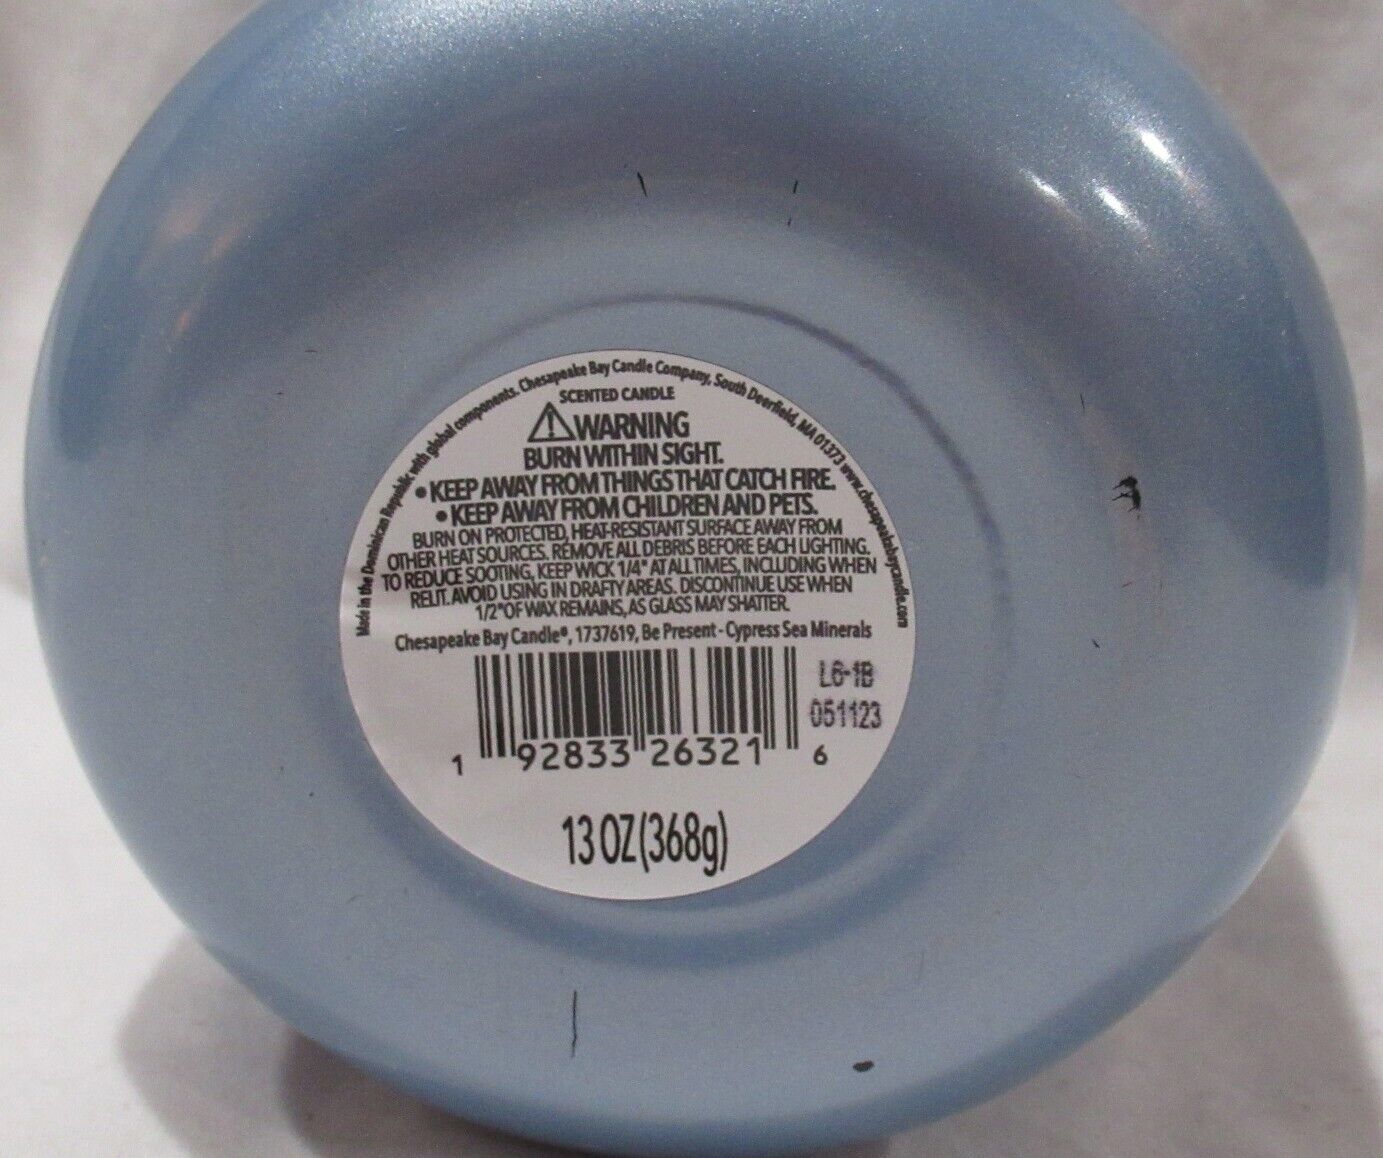 Made in the Dominican Republic with global components. Chesapeake Bay Candle Company, South Deerfield, MA 01373 www.chesapeakebaycandle.com
SCENTED CANDLE
WARNING
BURN WITHIN SIGHT.
• KEEP AWAY FROM THINGS THAT CATCH FIRE.
• KEEP AWAY FROM CHILDREN AND PETS.
BURN ON PROTECTED, HEAT-RESISTANT SURFACE AWAY FROM
OTHER HEAT SOURCES. REMOVE ALL DEBRIS BEFORE EACH LIGHTING.
TO REDUCE SOOTING, KEEP WICK 1/4" AT ALL TIMES, INCLUDING WHEN
RELIT. AVOID USING IN DRAFTY AREAS. DISCONTINUE USE WHEN
1/2" OF WAX REMAINS, AS GLASS MAY SHATTER.
Chesapeake Bay Candle®, 1737619, Be Present - Cypress Sea Minerals
L6-1B
051123
1 92833 26321 6
13 OZ (368g)